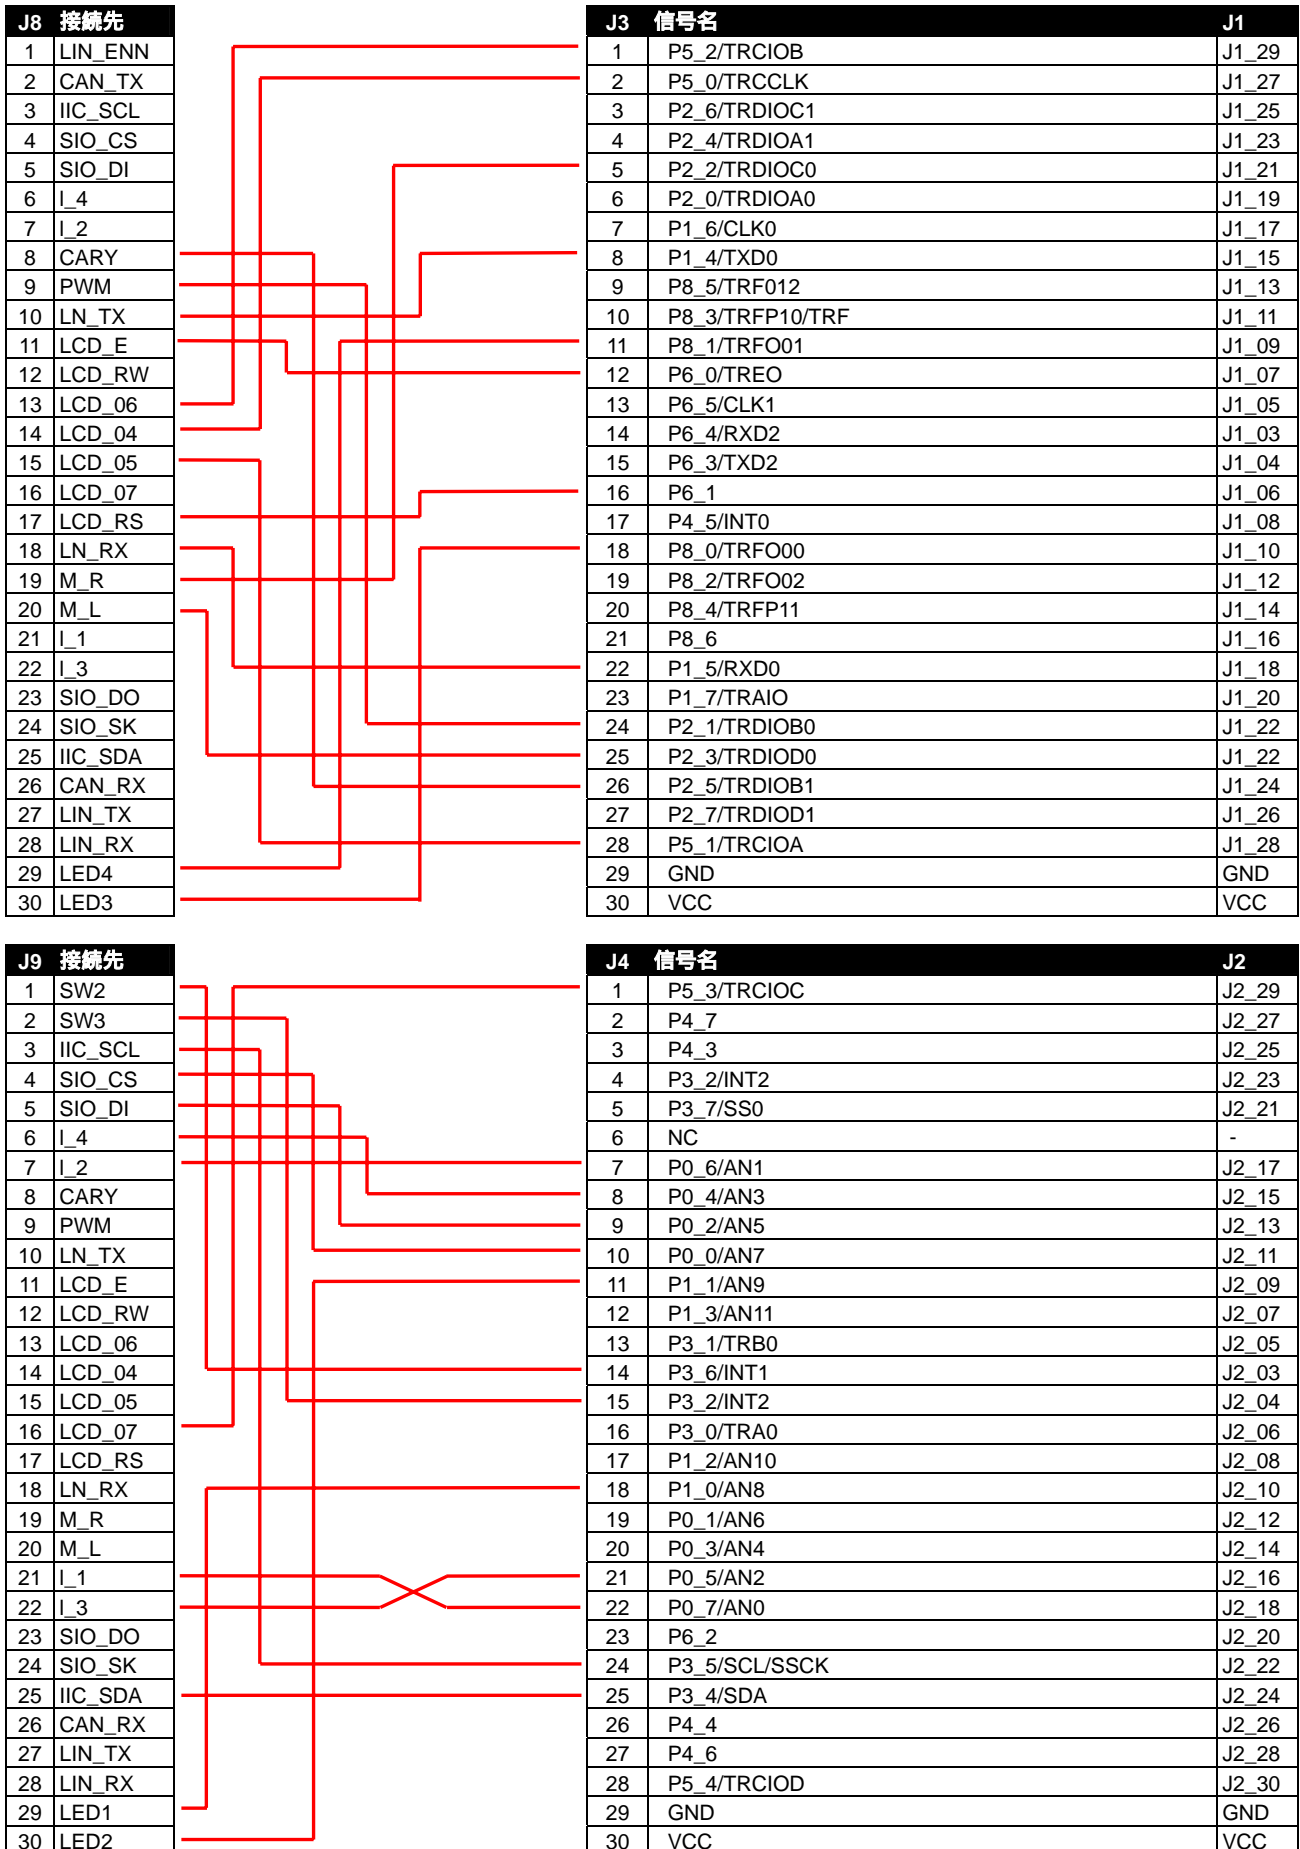 J8 接続先 J3 信号名 J1
1 LIN_ENN 1 P5_2/TRCIOB J1_29
2 CAN_TX 2 P5_0/TRCCLK J1_27
3 IIC_SCL 3 P2_6/TRDIOC1 J1_25
4 SIO_CS 4 P2_4/TRDIOA1 J1_23
5 SIO_DI 5 P2_2/TRDIOC0 J1_21
6 I_4 6 P2_0/TRDIOA0 J1_19
7 I_2 7 P1_6/CLK0 J1_17
8 CARY 8 P1_4/TXD0 J1_15
9 PWM 9 P8_5/TRF012 J1_13
10 LN_TX 10 P8_3/TRFP10/TRF J1_11
11 LCD_E 11 P8_1/TRFO01 J1_09
12 LCD_RW 12 P6_0/TREO J1_07
13 LCD_06 13 P6_5/CLK1 J1_05
14 LCD_04 14 P6_4/RXD2 J1_03
15 LCD_05 15 P6_3/TXD2 J1_04
16 LCD_07 16 P6_1 J1_06
17 LCD_RS 17 P4_5/INT0 J1_08
18 LN_RX 18 P8_0/TRFO00 J1_10
19 M_R 19 P8_2/TRFO02 J1_12
20 M_L 20 P8_4/TRFP11 J1_14
21 I_1 21 P8_6 J1_16
22 I_3 22 P1_5/RXD0 J1_18
23 SIO_DO 23 P1_7/TRAIO J1_20
24 SIO_SK 24 P2_1/TRDIOB0 J1_22
25 IIC_SDA 25 P2_3/TRDIOD0 J1_22
26 CAN_RX 26 P2_5/TRDIOB1 J1_24
27 LIN_TX 27 P2_7/TRDIOD1 J1_26
28 LIN_RX 28 P5_1/TRCIOA J1_28
29 LED4 29 GND GND
30 LED3 30 VCC VCC
J9 接続先 J4 信号名 J2
1 SW2 1 P5_3/TRCIOC J2_29
2 SW3 2 P4_7 J2_27
3 IIC_SCL 3 P4_3 J2_25
4 SIO_CS 4 P3_2/INT2 J2_23
5 SIO_DI 5 P3_7/SS0 J2_21
6 I_4 6 NC -
7 I_2 7 P0_6/AN1 J2_17
8 CARY 8 P0_4/AN3 J2_15
9 PWM 9 P0_2/AN5 J2_13
10 LN_TX 10 P0_0/AN7 J2_11
11 LCD_E 11 P1_1/AN9 J2_09
12 LCD_RW 12 P1_3/AN11 J2_07
13 LCD_06 13 P3_1/TRB0 J2_05
14 LCD_04 14 P3_6/INT1 J2_03
15 LCD_05 15 P3_2/INT2 J2_04
16 LCD_07 16 P3_0/TRA0 J2_06
17 LCD_RS 17 P1_2/AN10 J2_08
18 LN_RX 18 P1_0/AN8 J2_10
19 M_R 19 P0_1/AN6 J2_12
20 M_L 20 P0_3/AN4 J2_14
21 I_1 21 P0_5/AN2 J2_16
22 I_3 22 P0_7/AN0 J2_18
23 SIO_DO 23 P6_2 J2_20
24 SIO_SK 24 P3_5/SCL/SSCK J2_22
25 IIC_SDA 25 P3_4/SDA J2_24
26 CAN_RX 26 P4_4 J2_26
27 LIN_TX 27 P4_6 J2_28
28 LIN_RX 28 P5_4/TRCIOD J2_30
29 LED1 29 GND GND
30 LED2 30 VCC VCC